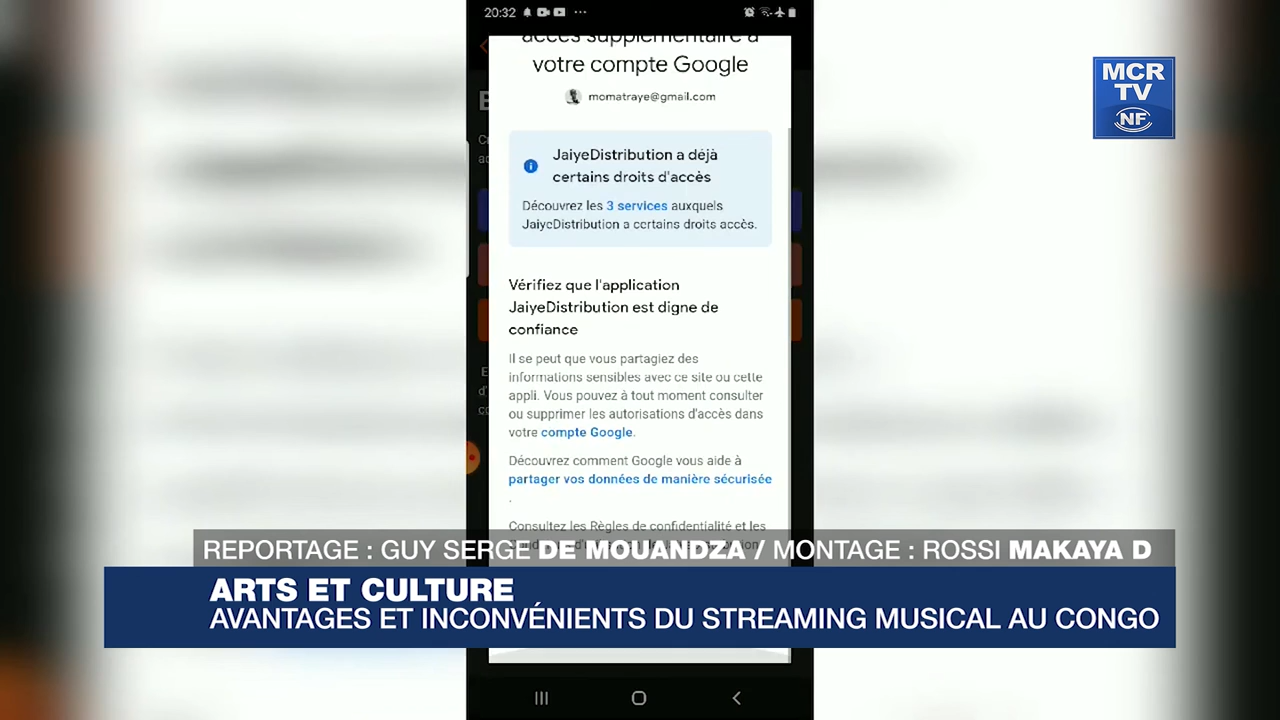 20:32
accès supplémentaire à
votre compte Google
momatraye@gmail.com
JaiyeDistribution a déjà
certains droits d'accès
Découvrez les 3 services auxquels
JaiyeDistribution a certains droits accès.
Vérifiez que l'application
JaiyeDistribution est digne de
confiance
Il se peut que vous partagiez des
informations sensibles avec ce site ou cette
appli. Vous pouvez à tout moment consulter
ou supprimer les autorisations d'accès dans
votre compte Google.
Découvrez comment Google vous aide à
partager vos données de manière sécurisée
.
Consultez les Règles de confidentialité et les
MCR
TV
NF
REPORTAGE : GUY SERGE DE MOUANDZA / MONTAGE : ROSSI MAKAYA D
ARTS ET CULTURE
AVANTAGES ET INCONVÉNIENTS DU STREAMING MUSICAL AU CONGO